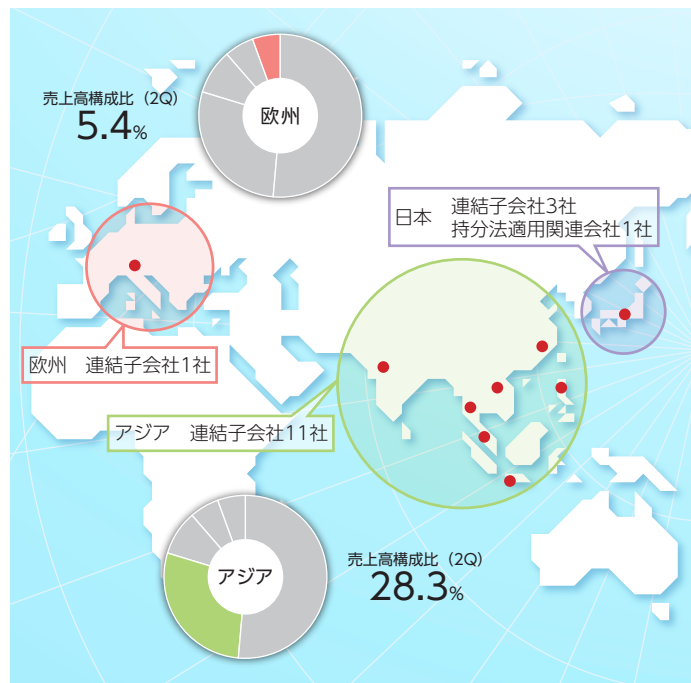 売上高構成比（2Q）
5.4%
欧州
日本
連結子会社3社
持分法適用関連会社1社
欧州　連結子会社1社
アジア　連結子会社11社
アジア
売上高構成比（2Q）
28.3%